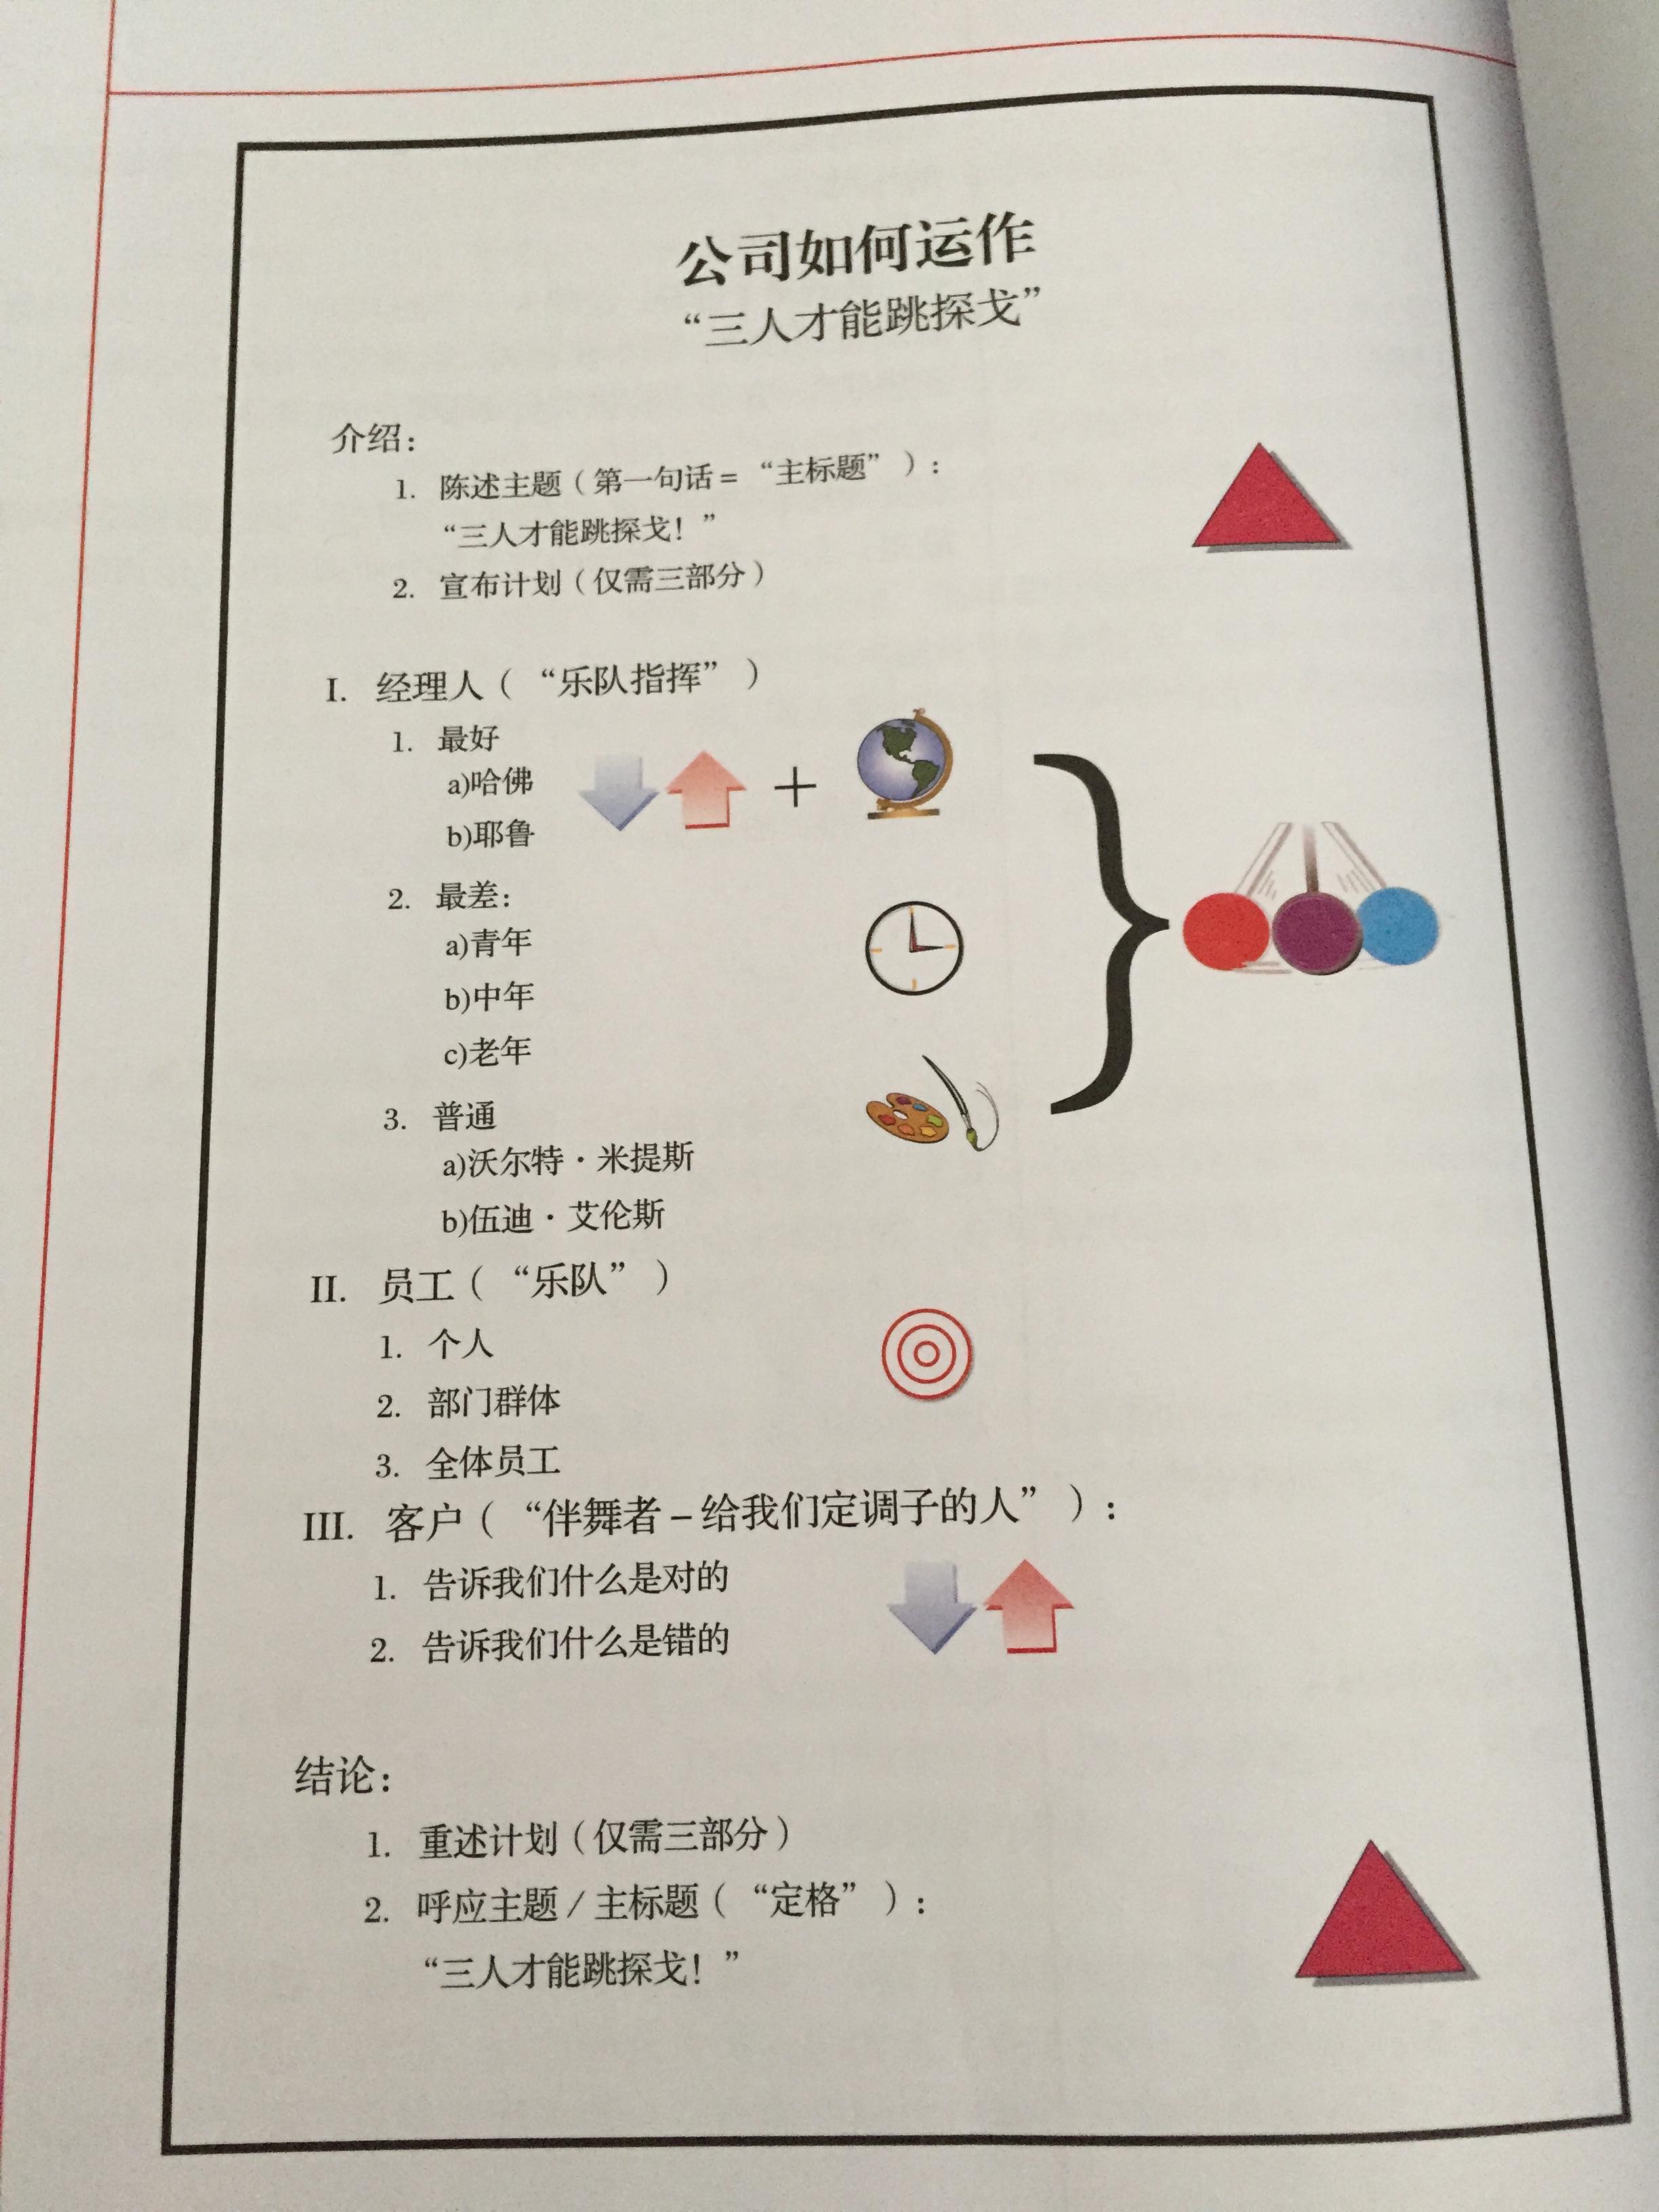 公司如何运作
“三人才能跳探戈”
介绍：
1. 陈述主题（第一句话=“主标题”）：
“三人才能跳探戈！”
2. 宣布计划（仅需三部分）
I. 经理人（“乐队指挥”）
1. 最好
a)哈佛
b)耶鲁
2. 最差：
a)青年
b)中年
c)老年
3. 普通
a)沃尔特·米提斯
b)伍迪·艾伦斯
II. 员工（“乐队”）
1. 个人
2. 部门群体
3. 全体员工
III. 客户（“伴舞者–给我们定调子的人”）：
1. 告诉我们什么是对的
2. 告诉我们什么是错的
结论：
1. 重述计划（仅需三部分）
2. 呼应主题/主标题（“定格”）：
“三人才能跳探戈！”